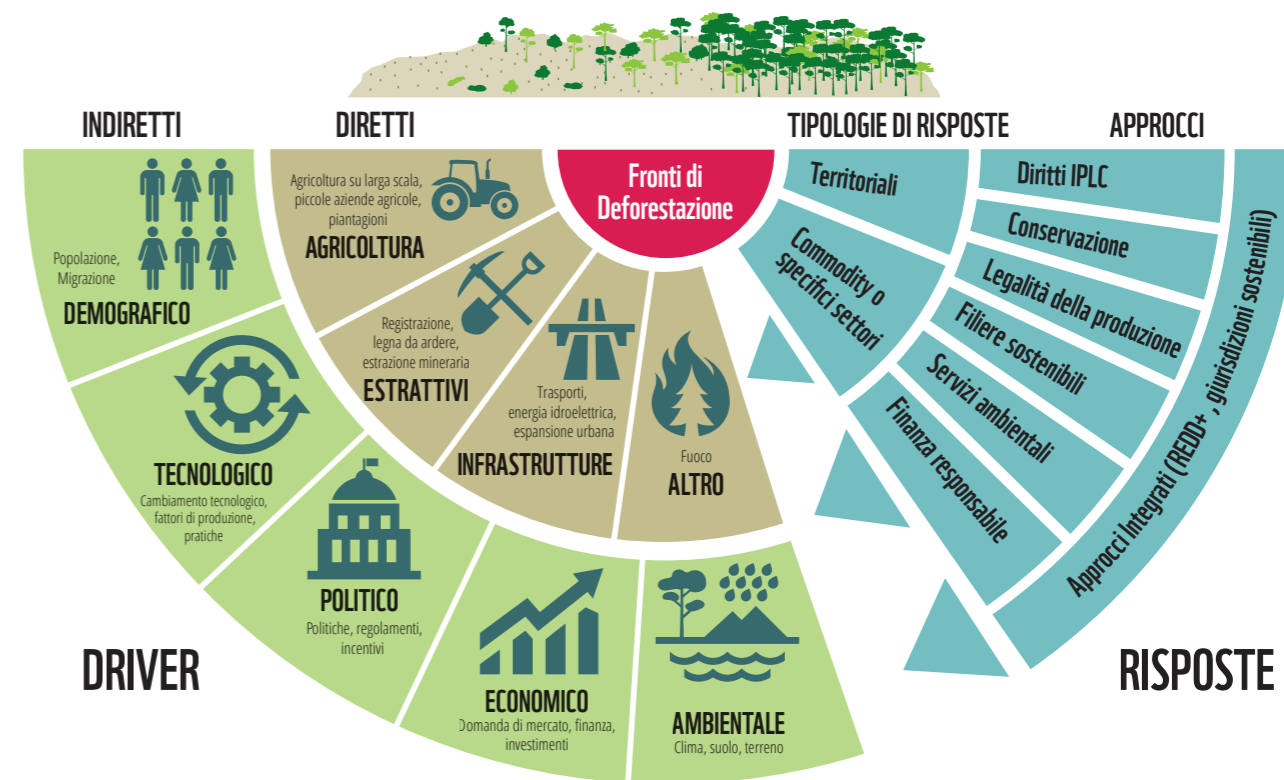 INDIRETTI
DIRETTI
TIPOLOGIE DI RISPOSTE
APPROCCI
Fronti di
Deforestazione
Popolazione,
Migrazione
DEMOGRAFICO
TECNOLOGICO
Cambiamento tecnologico,
fattori di produzione,
pratiche
POLITICO
Politiche, regolamenti,
incentivi
ECONOMICO
Domanda di mercato, finanza,
investimenti
AMBIENTALE
Clima, suolo, terreno
Agricoltura su larga scala,
piccole aziende agricole,
piantagioni
AGRICOLTURA
Registrazione,
legna da ardere,
estrazione mineraria
ESTRATTIVI
Trasporti,
energia idroelettrica,
espansione urbana
INFRASTRUTTURE
Fuoco
ALTRO
Territoriali
Commodity o
specifici settori
Diritti IPLC
Conservazione
Legalità della produzione
Filiere sostenibili
Servizi ambientali
Finanza responsabile
Approcci Integrati (REDD+ , giurisdizioni sostenibili)
DRIVER
RISPOSTE